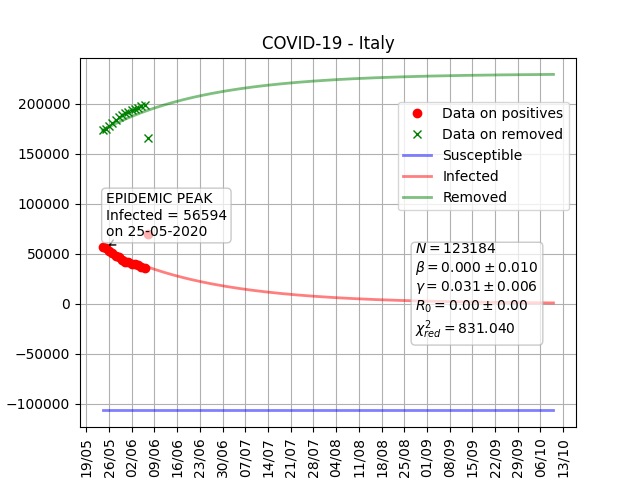 COVID-19 - Italy
200000
150000
100000
50000
0
−50000
−100000
Data on positives
Data on removed
Susceptible
Infected
Removed
EPIDEMIC PEAK
Infected = 56594
on 25-05-2020
N = 123184
β = 0.000 ± 0.010
γ = 0.031 ± 0.006
R₀ = 0.00 ± 0.00
χ²red = 831.040
19/05
26/05
02/06
09/06
16/06
23/06
30/06
07/07
14/07
21/07
28/07
04/08
11/08
18/08
25/08
01/09
08/09
15/09
22/09
29/09
06/10
13/10